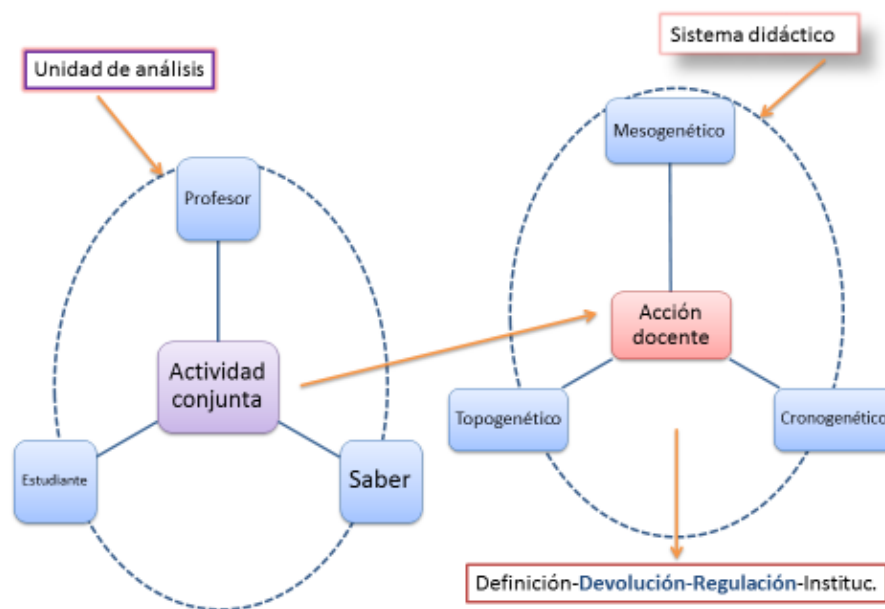 Unidad de análisis
Profesor
Actividad
conjunta
Estudiante
Saber
Sistema didáctico
Mesogenético
Acción
docente
Topogenético
Cronogenético
Definición-Devolución-Regulación-Instituc.